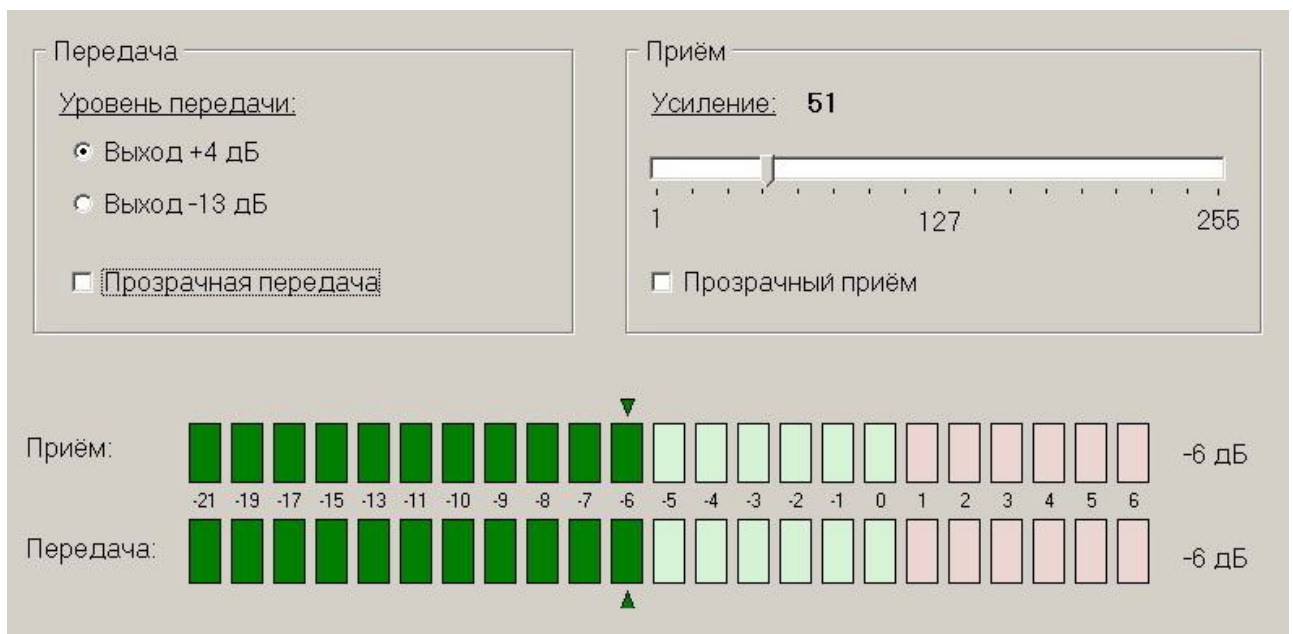 Передача
Уровень передачи:
Выход +4 дБ
Выход -13 дБ
Прозрачная передача
Приём
Усиление: 51
1 127 255
Прозрачный приём
Приём: -6 дБ
-21 -19 -17 -15 -13 -11 -10 -9 -8 -7 -6 -5 -4 -3 -2 -1 0 1 2 3 4 5 6
Передача: -6 дБ